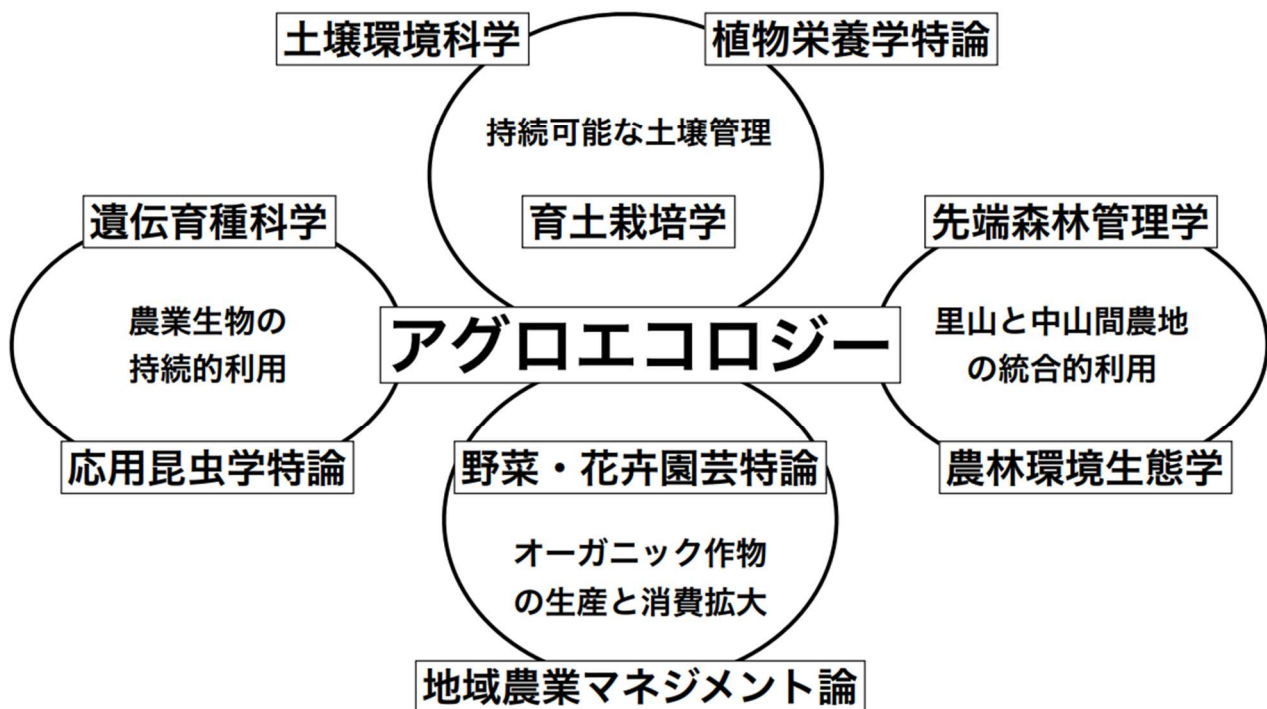 土壌環境科学
植物栄養学特論
持続可能な土壌管理
育土栽培学
遺伝育種科学
農業生物の
持続的利用
応用昆虫学特論
アグロエコロジー
先端森林管理学
里山と中山間農地
の統合的利用
農林環境生態学
野菜・花卉園芸特論
オーガニック作物
の生産と消費拡大
地域農業マネジメント論